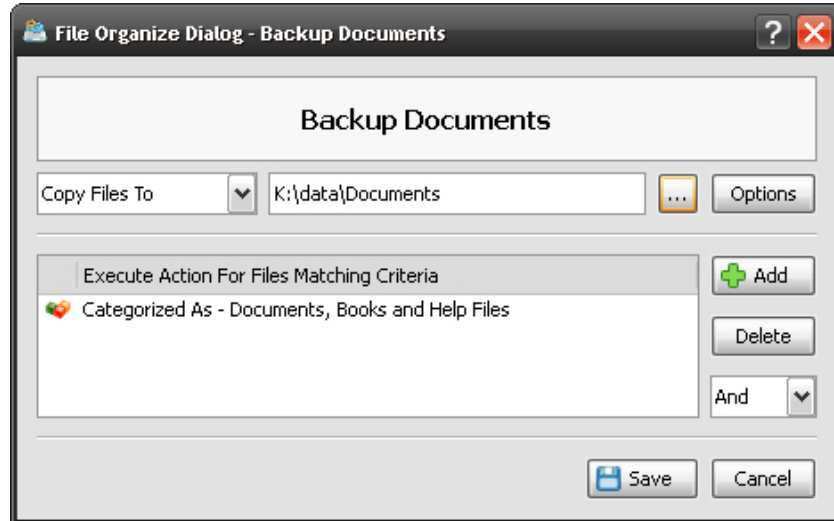 File Organize Dialog - Backup Documents
?
Backup Documents
Copy Files To K:\data\Documents ... Options
Execute Action For Files Matching Criteria Add
Categorized As - Documents, Books and Help Files
Delete
And
Save Cancel